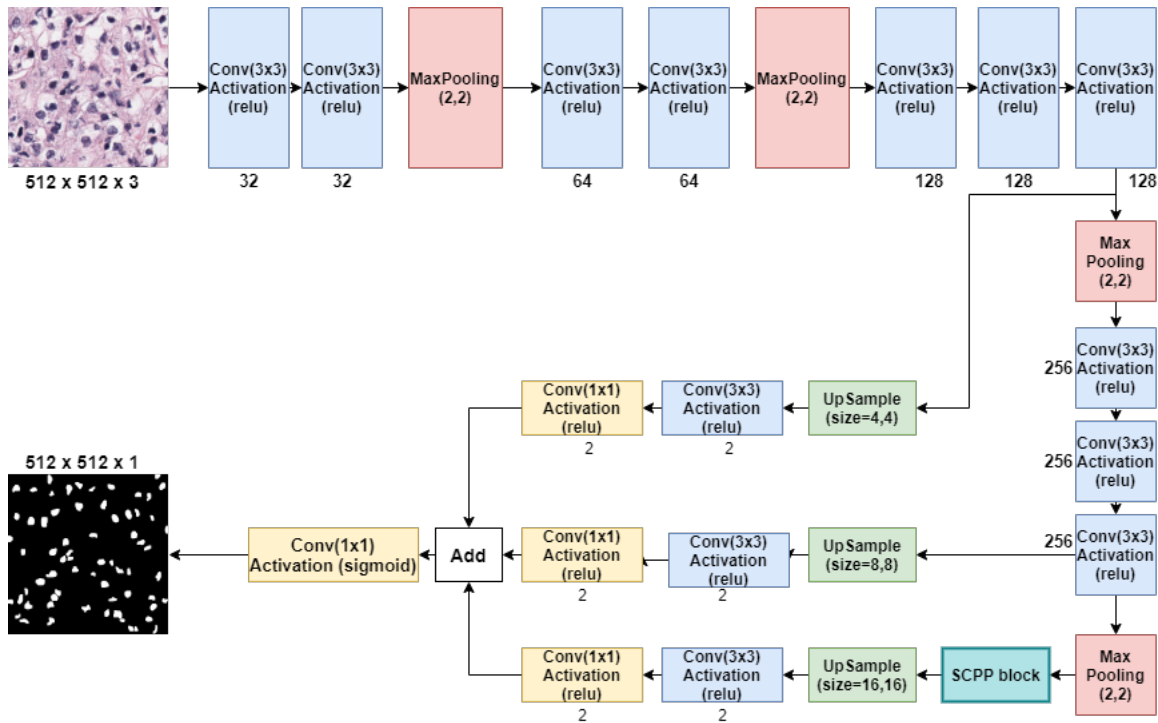 Conv(3x3)
Activation
(relu)
Conv(3x3)
Activation
(relu)
MaxPooling
(2,2)
Conv(3x3)
Activation
(relu)
Conv(3x3)
Activation
(relu)
MaxPooling
(2,2)
Conv(3x3)
Activation
(relu)
Conv(3x3)
Activation
(relu)
Conv(3x3)
Activation
(relu)
512 x 512 x 3
32
32
64
64
128
128
128
Max
Pooling
(2,2)
256
Conv(3x3)
Activation
(relu)
256
Conv(3x3)
Activation
(relu)
256
Conv(3x3)
Activation
(relu)
Conv(1x1)
Activation
(relu)
2
Conv(3x3)
Activation
(relu)
2
UpSample
(size=4,4)
512 x 512 x 1
Conv(1x1)
Activation (sigmoid)
Add
Conv(1x1)
Activation
(relu)
2
Conv(3x3)
Activation
(relu)
2
UpSample
(size=8,8)
Conv(1x1)
Activation
(relu)
2
Conv(3x3)
Activation
(relu)
2
UpSample
(size=16,16)
SCPP block
Max
Pooling
(2,2)